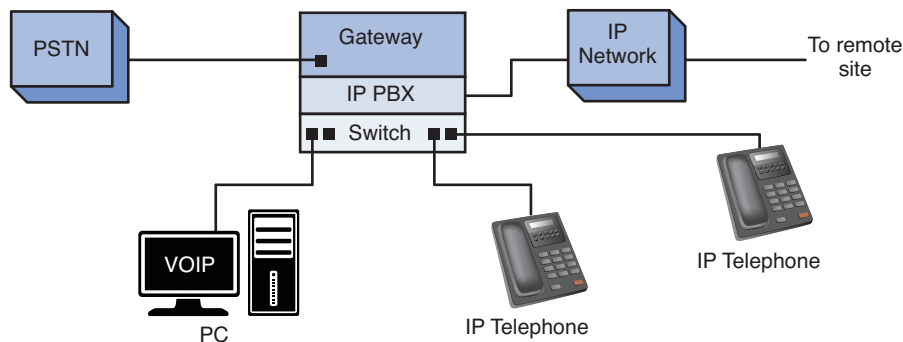 PSTN
Gateway
IP
Network
To remote
site
IP PBX
Switch
VOIP
PC
IP Telephone
IP Telephone